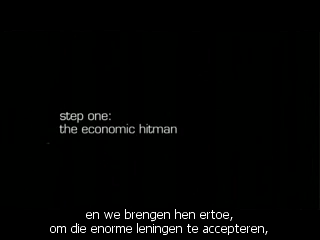 step one:
the economic hitman
en we brengen hen ertoe,
om die enorme leningen te accepteren,